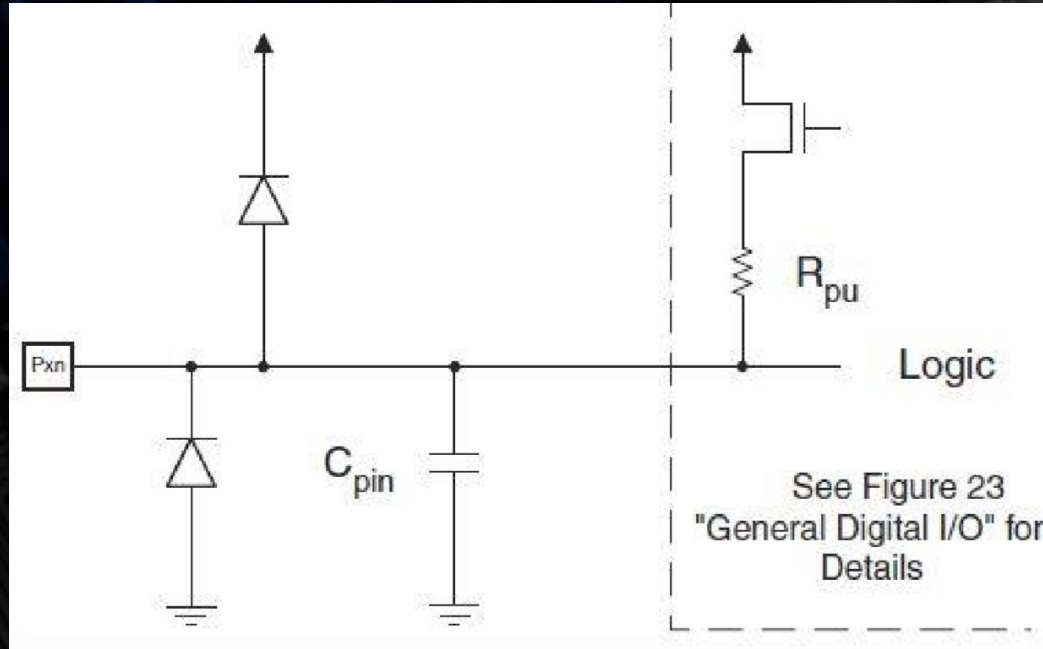 Pxn
C pin
R pu
Logic
See Figure 23
"General Digital I/O" for
Details